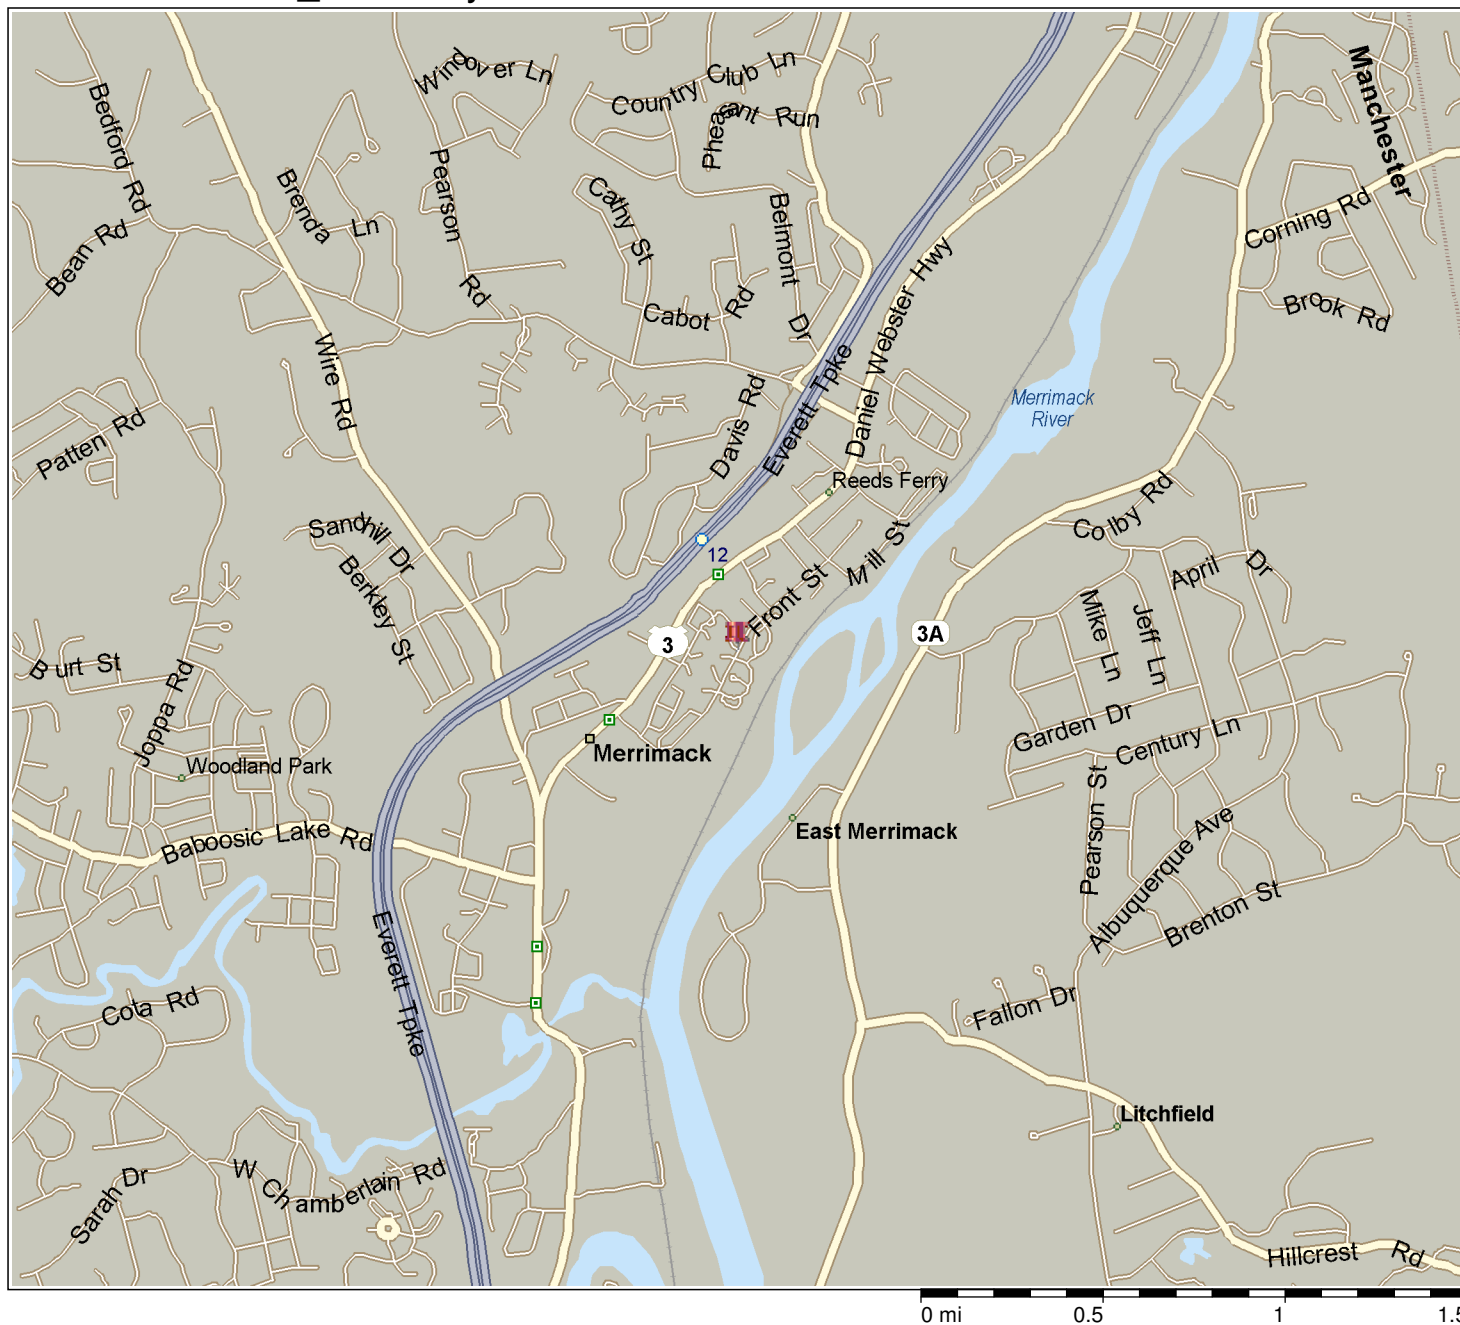 Windover Ln
Country Club Ln
Pheasant Run
Manchester
Bedford Rd
Pearson Rd
Brenda Ln
Cathy St
Belmont Dr
Corning Rd
Bean Rd
Daniel Webster Hwy
Cabot Rd
Brook Rd
Wire Rd
Everett Tpke
Davis Rd
Merrimack
River
Patten Rd
Reeds Ferry
Colby Rd
Sandhill Dr
12
Mill St
April Dr
Berkley St
Front St
Mike Ln
Jeff Ln
3
3A
Burt St
Joppa Rd
Garden Dr
Century Ln
Merrimack
Woodland Park
Pearson St
East Merrimack
Albuquerque Ave
Baboosic Lake Rd
Brenton St
Everett Tpke
Cota Rd
Fallon Dr
Litchfield
W Chamberlain Rd
Sarah Dr
Hillcrest Rd
0 mi 0.5 1 1.5